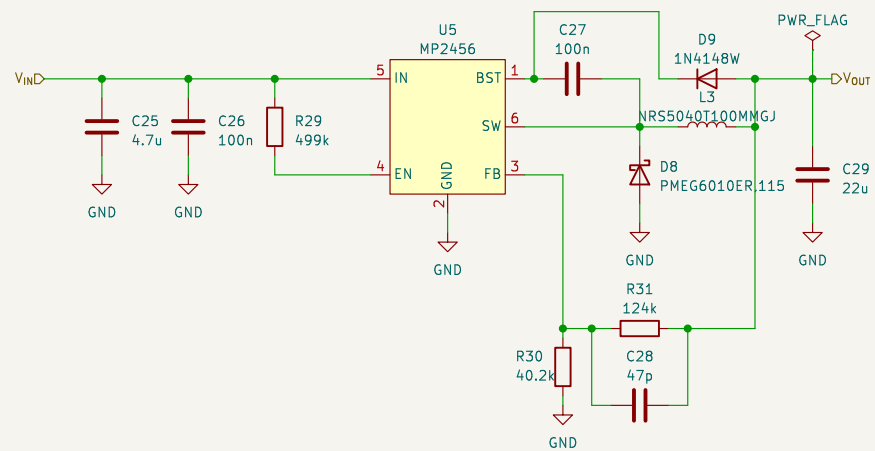 PWR_FLAG
U5
MP2456
C27
100n
D9
1N4148W
VIN
5
IN
BST
1
VOUT
L3
NRS5040T100MMGJ
C25
4.7u
C26
100n
R29
499k
SW
6
4
EN
GND
FB
3
D8
PMEG6010ER,115
C29
22u
2
GND
GND
GND
GND
GND
R31
124k
R30
40.2k
C28
47p
GND